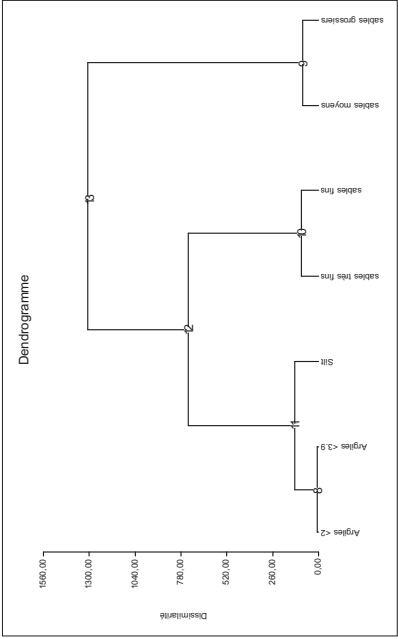 Dendrogramme
Dissimilarité
1560,00
1300,00
1040,00
780,00
520,00
260,00
0,00
13
12
11
10
9
8
Argiles <2
Argiles <3.9
Silt
sables très fins
sables fins
sables moyens
sables grossiers